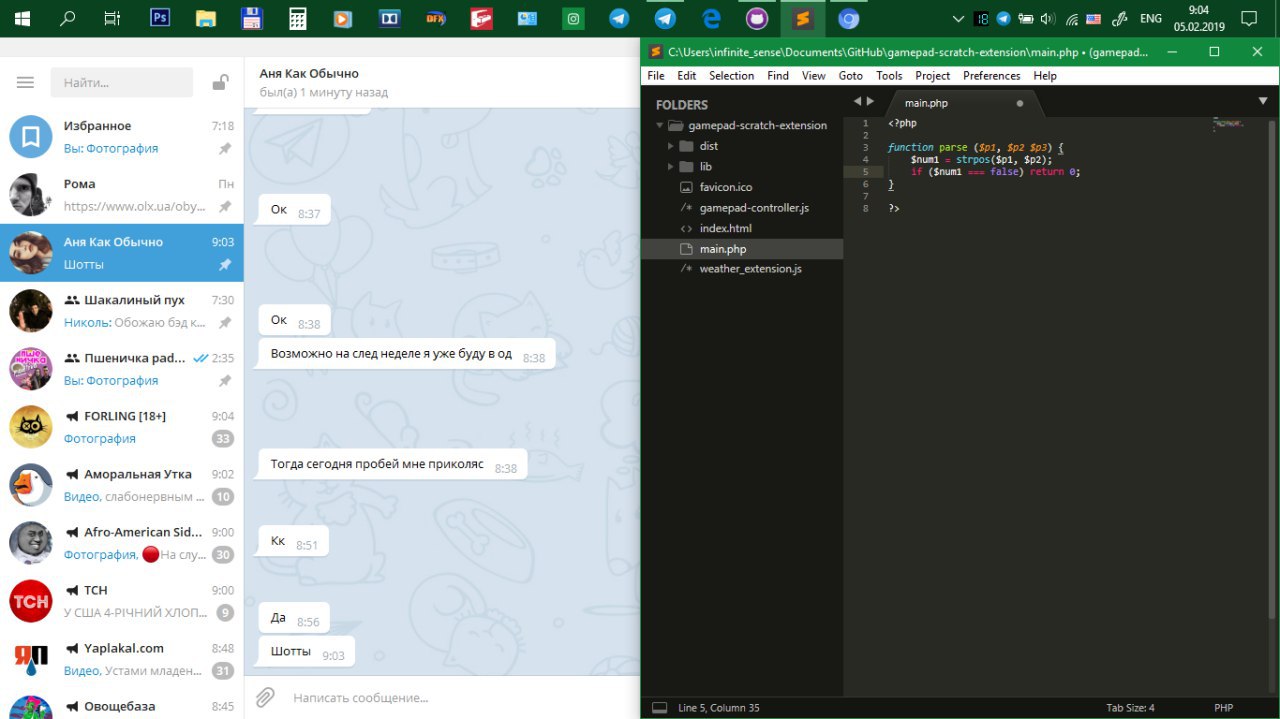 Ps
DFX
18
ENG
9:04
05.02.2019
Найти...
Избранное 7:18
Вы: Фотография
Рома Пн
https://www.olx.ua/oby...
Аня Как Обычно 9:03
Шотты
Шакалиный пух 7:30
Николь: Обожаю бэд к...
Пшеничка pad... 2:35
Вы: Фотография
FORLING [18+] 9:04
Фотография 33
Аморальная Утка 9:02
Видео, слабонервным ... 10
Afro-American Sid... 9:00
Фотография, На слу... 30
ТСН
ТСН 9:00
У США 4-РІЧНИЙ ХЛОП... 9
ЯП
Yaplakal.com 8:48
Видео, Устами младен... 31
Овощебаза 8:45
Аня Как Обычно
был(а) 1 минуту назад
Ок 8:37
Ок 8:38
Возможно на след неделе я уже буду в од 8:38
Тогда сегодня пробей мне приколяс 8:38
Кк 8:51
Да 8:56
Шотты 9:03
Написать сообщение...
C:\Users\infinite_sense\Documents\GitHub\gamepad-scratch-extension\main.php • (gamepad...
File Edit Selection Find View Goto Tools Project Preferences Help
FOLDERS
gamepad-scratch-extension
dist
lib
favicon.ico
/* gamepad-controller.js
<> index.html
main.php
/* weather_extension.js
main.php
1 <?php
2
3 function parse ($p1, $p2 $p3) {
4 $num1 = strpos($p1, $p2);
5 if ($num1 === false) return 0;
6 }
7
8 ?>
Line 5, Column 35
Tab Size: 4
PHP